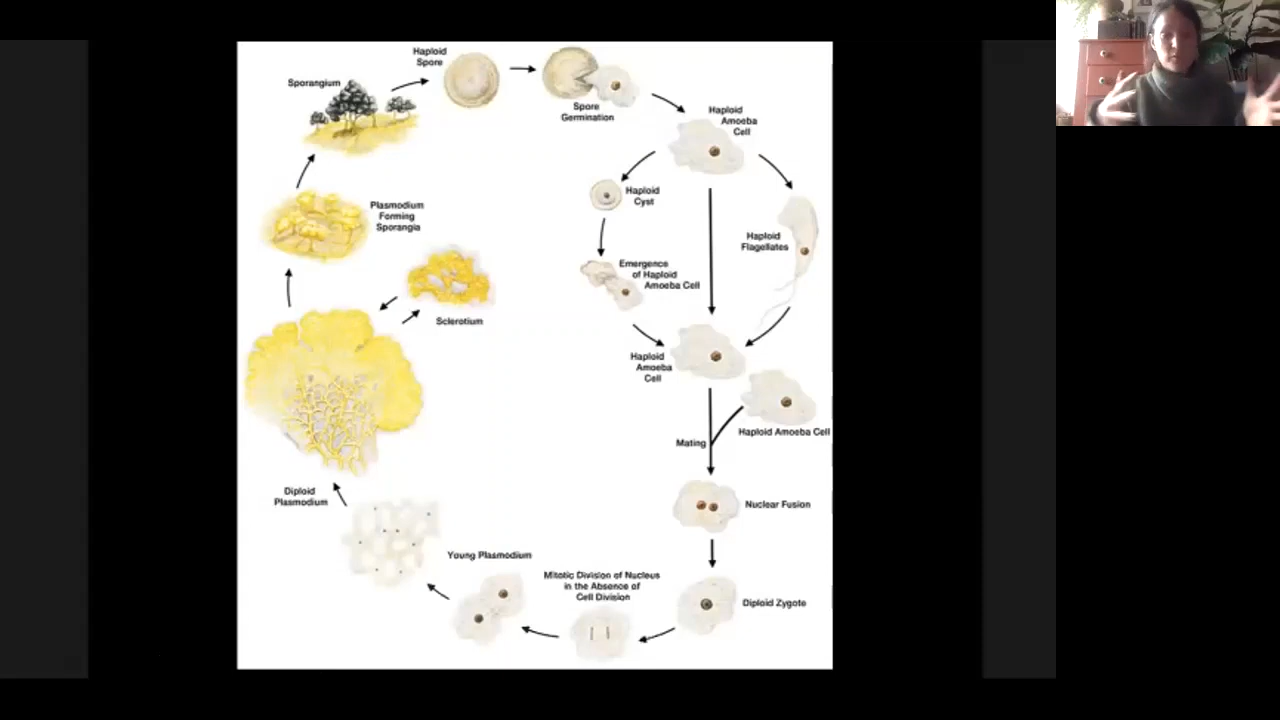 Haploid
Spore
Sporangium
Spore
Germination
Haploid
Amoeba
Cell
Haploid
Cyst
Plasmodium
Forming
Sporangia
Haploid
Flagellates
Emergence
of Haploid
Amoeba Cell
Sclerotium
Haploid
Amoeba
Cell
Haploid Amoeba Cell
Mating
Diploid
Plasmodium
Nuclear Fusion
Young Plasmodium
Mitotic Division of Nucleus
in the Absence of
Cell Division
Diploid Zygote